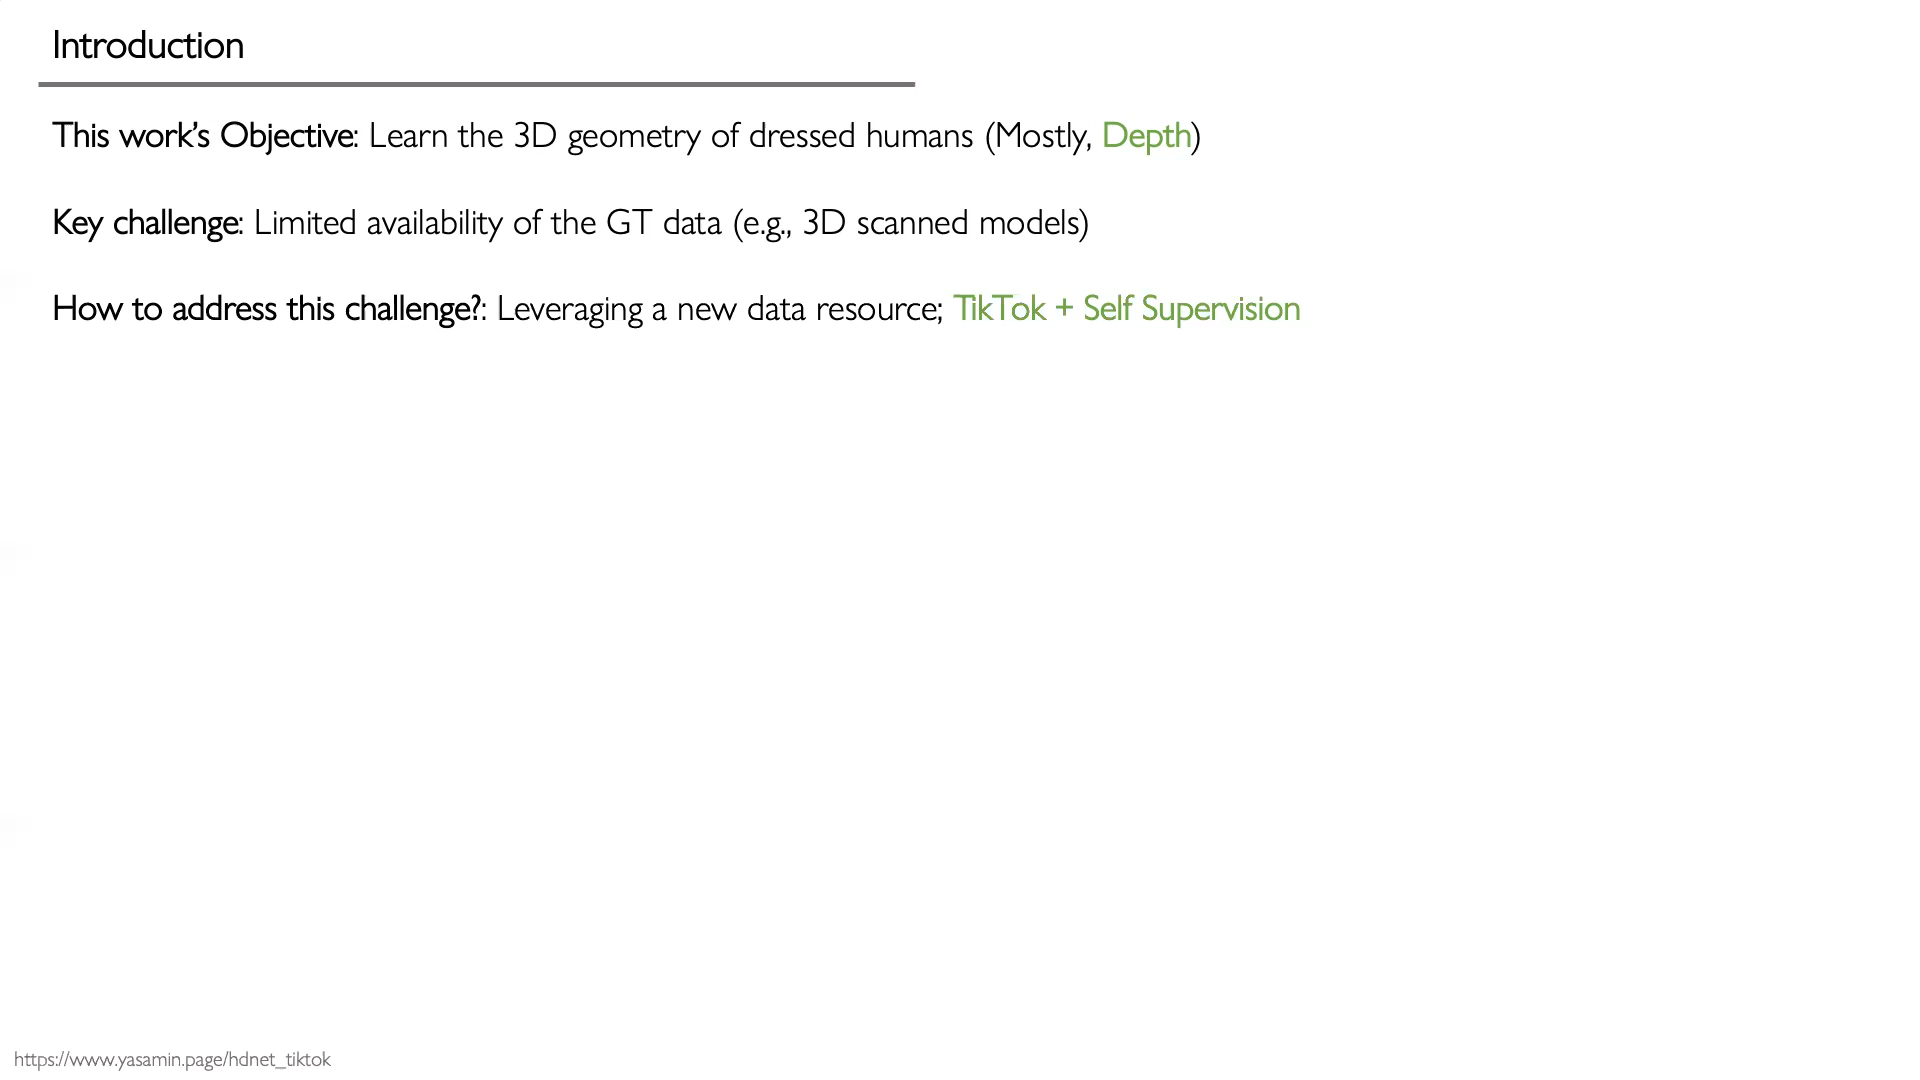 Introduction
This work's Objective: Learn the 3D geometry of dressed humans (Mostly, Depth)
Key challenge: Limited availability of the GT data (e.g., 3D scanned models)
How to address this challenge?: Leveraging a new data resource; TikTok + Self Supervision
https://www.yasamin.page/hdnet_tiktok